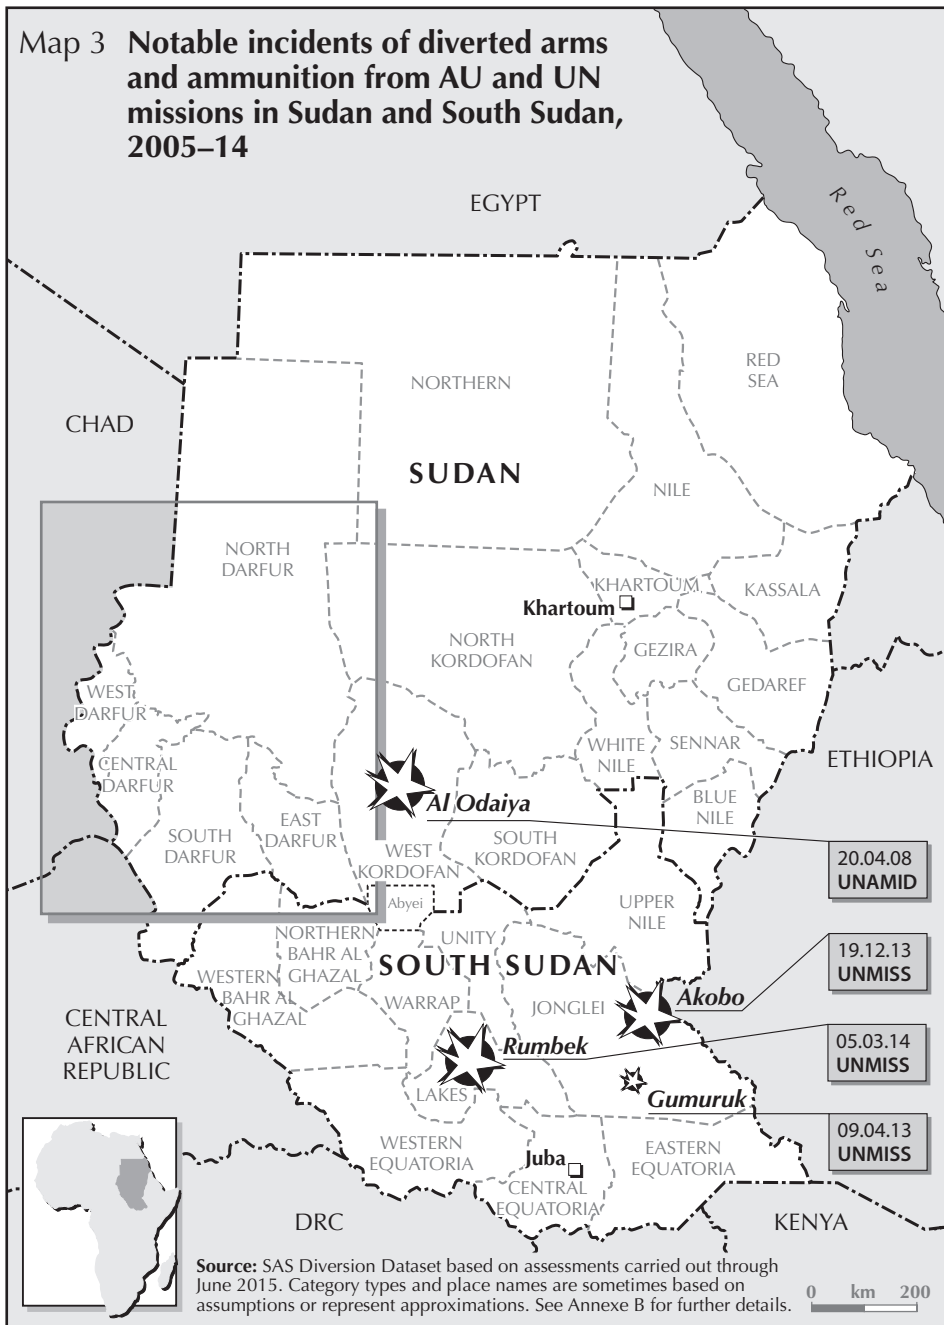 Map 3 Notable incidents of diverted arms
and ammunition from AU and UN
missions in Sudan and South Sudan,
2005–14
EGYPT
Red Sea
RED
SEA
NORTHERN
CHAD
SUDAN
NILE
NORTH
DARFUR
KHARTOUM
KASSALA
Khartoum
NORTH
KORDOFAN
GEZIRA
GEDAREF
WEST
DARFUR
WHITE
NILE
SENNAR
ETHIOPIA
CENTRAL
DARFUR
BLUE
NILE
Al Odaiya
EAST
DARFUR
SOUTH
DARFUR
WEST
KORDOFAN
SOUTH
KORDOFAN
20.04.08
UNAMID
Abyei
UPPER
NILE
NORTHERN
BAHR AL
GHAZAL
UNITY
SOUTH SUDAN
19.12.13
UNMISS
WESTERN
BAHR AL
GHAZAL
WARRAP
JONGLEI
Akobo
CENTRAL
AFRICAN
REPUBLIC
Rumbek
05.03.14
UNMISS
LAKES
Gumuruk
09.04.13
UNMISS
WESTERN
EQUATORIA
Juba
EASTERN
EQUATORIA
CENTRAL
EQUATORIA
DRC
KENYA
Source: SAS Diversion Dataset based on assessments carried out through
June 2015. Category types and place names are sometimes based on
assumptions or represent approximations. See Annexe B for further details.
0 km 200